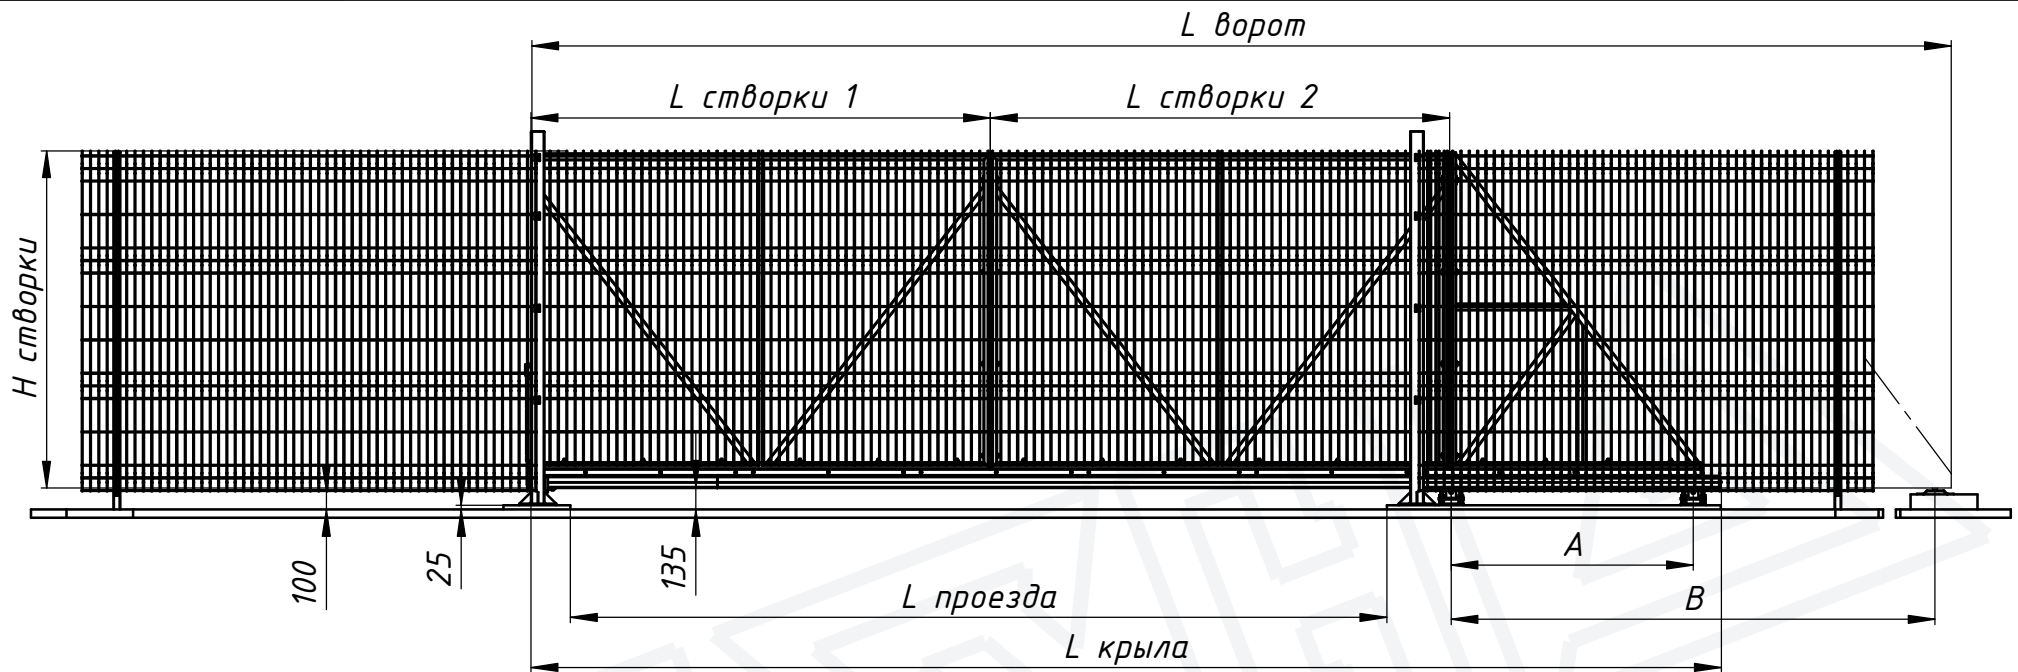 L ворот
L створки 1
L створки 2
H створки
100
25
135
A
L проезда
B
L крыла